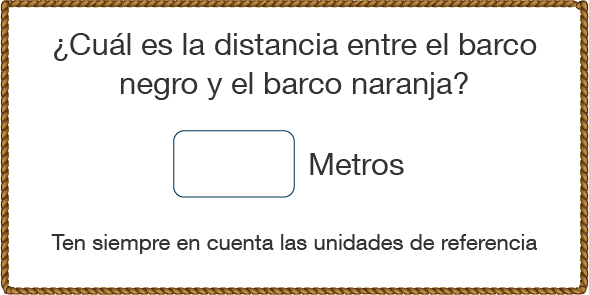 ¿Cuál es la distancia entre el barco
negro y el barco naranja?
Metros
Ten siempre en cuenta las unidades de referencia